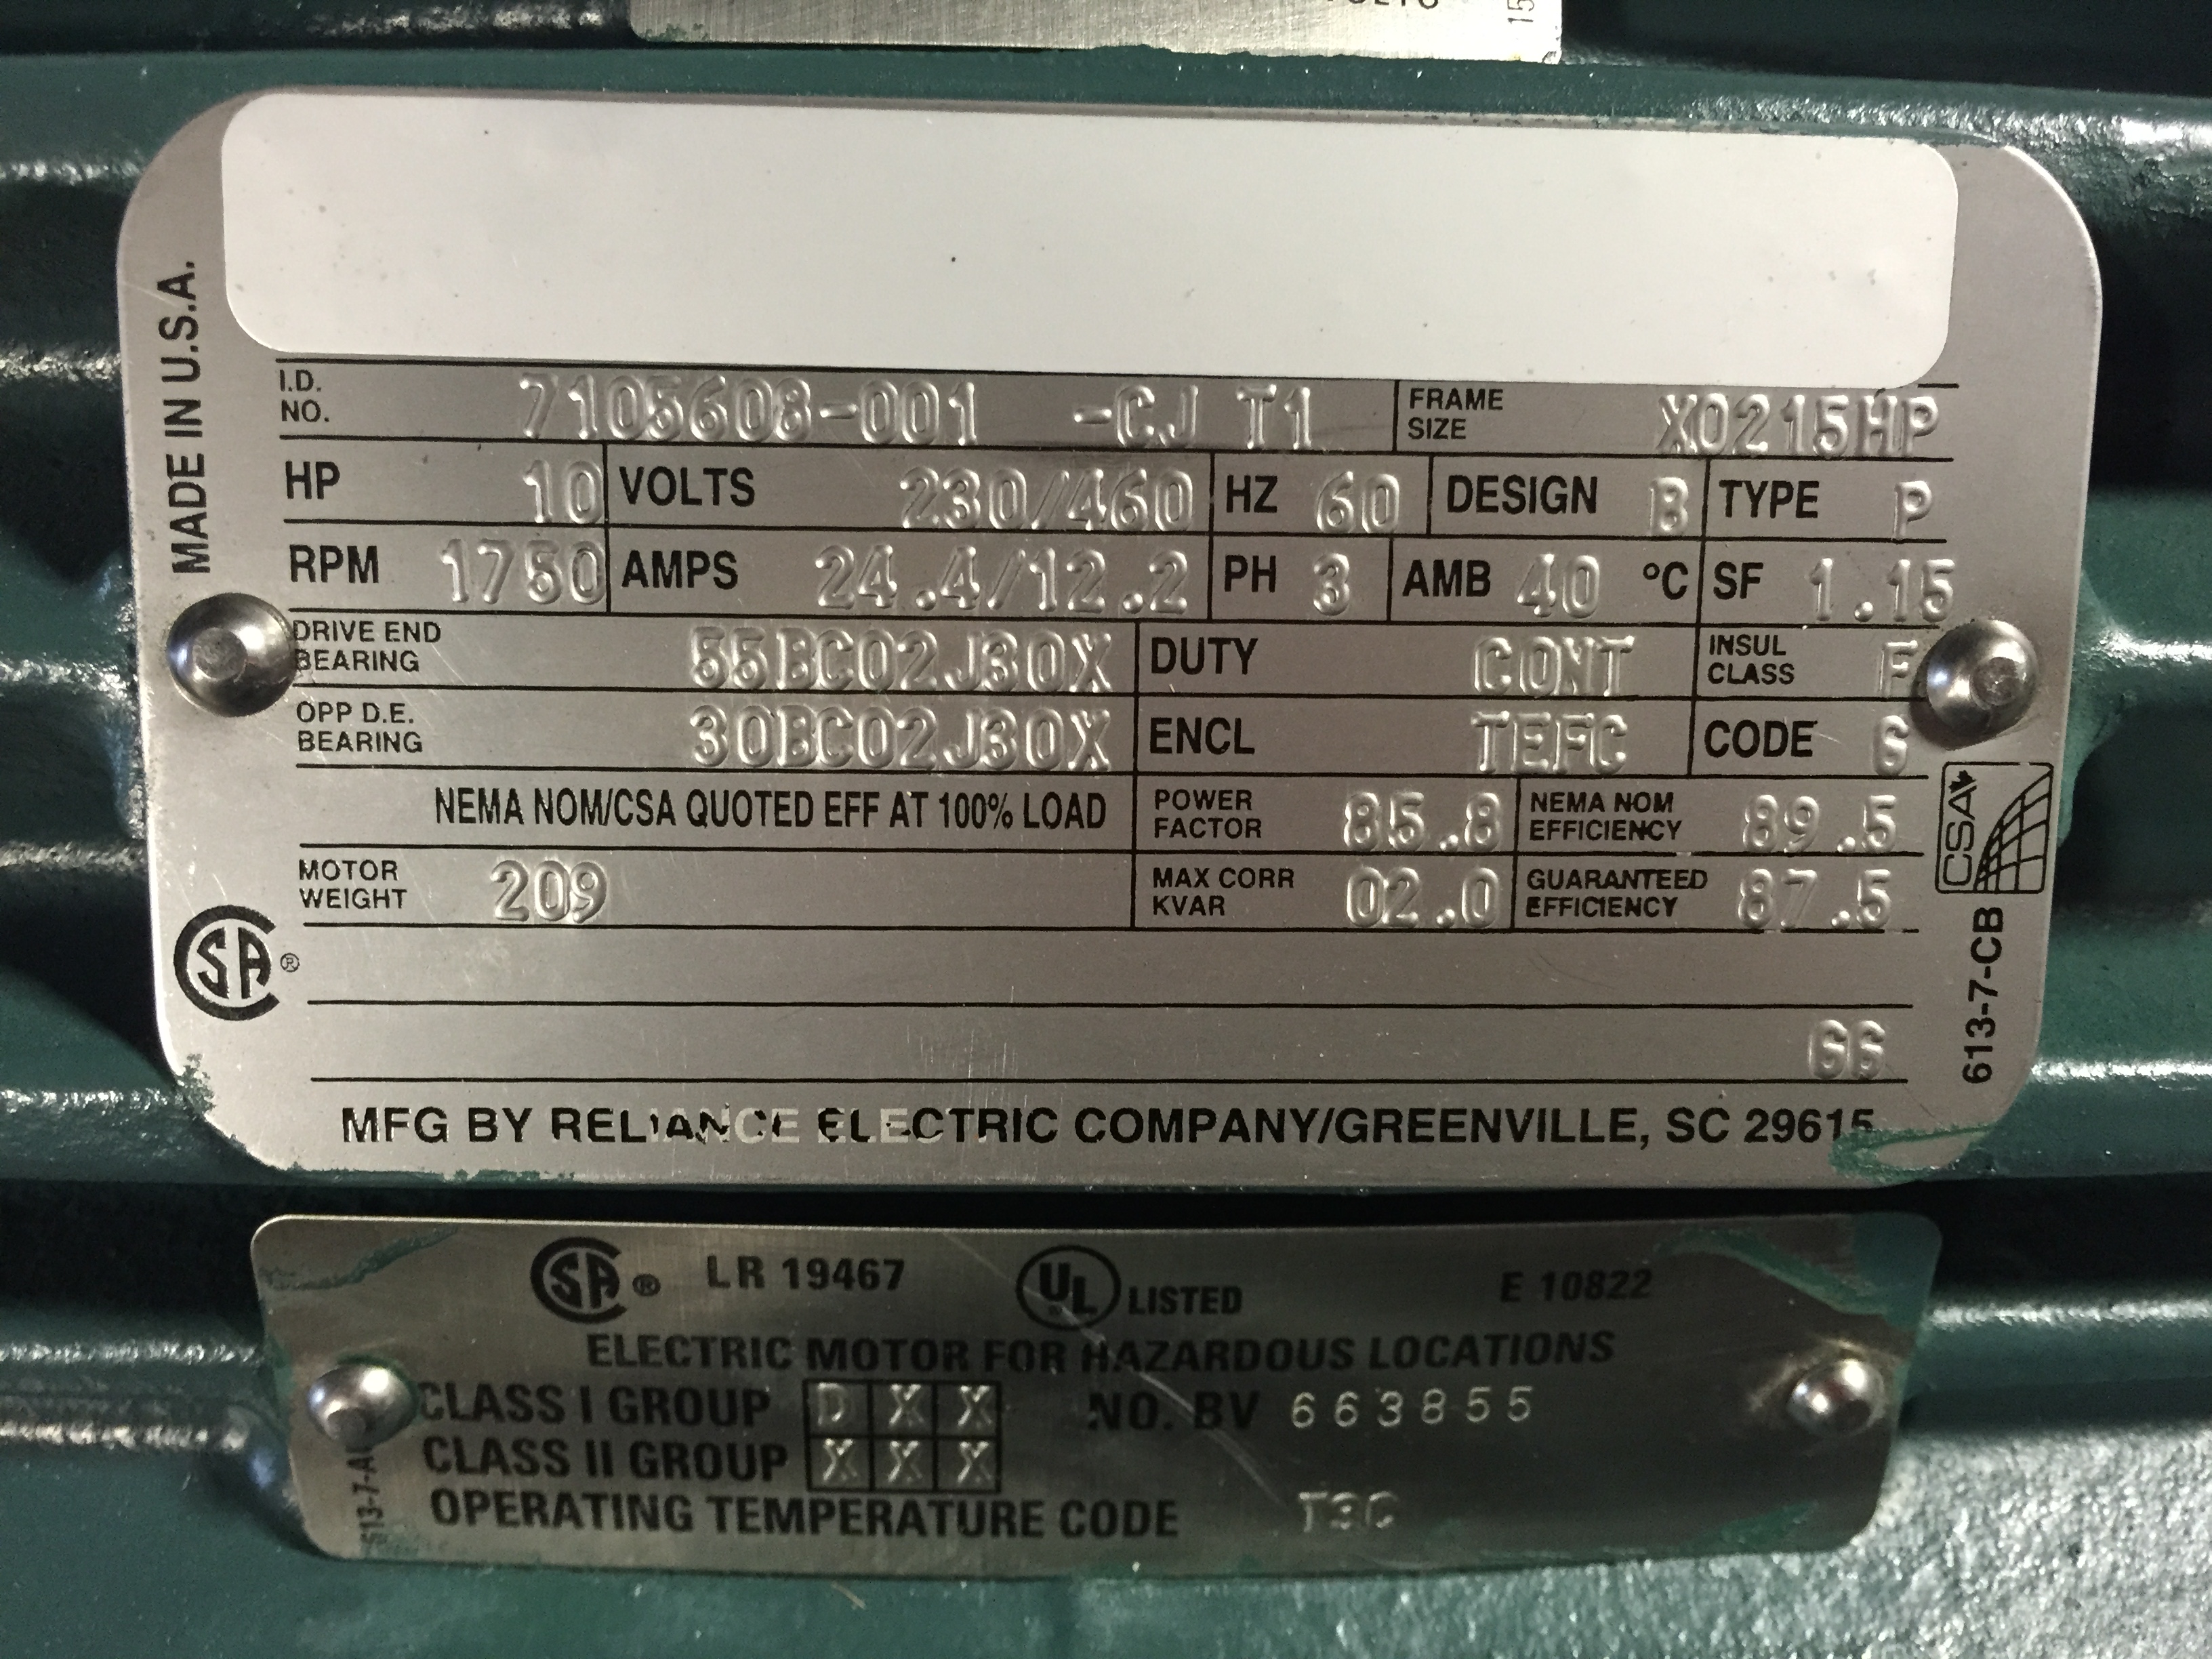 MADE IN U.S.A.
I.D. NO. 7105608-001 -CJ T1 FRAME SIZE X0215HP
HP 10 VOLTS 230/460 HZ 60 DESIGN B TYPE P
RPM 1750 AMPS 24.4/12.2 PH 3 AMB 40 °C SF 1.15
DRIVE END BEARING 55BC02J30X DUTY CONT INSUL CLASS F
OPP D.E. BEARING 30BC02J30X ENCL TEFC CODE G
NEMA NOM/CSA QUOTED EFF AT 100% LOAD POWER FACTOR 85.8 NEMA NOM EFFICIENCY 89.5
MOTOR WEIGHT 209 MAX CORR KVAR 02.0 GUARANTEED EFFICIENCY 87.5
CSA
613-7-CB
SA ®
66
MFG BY RELIANCE ELECTRIC COMPANY/GREENVILLE, SC 29615
SA ® LR 19467 UL LISTED E 10822
ELECTRIC MOTOR FOR HAZARDOUS LOCATIONS
CLASS I GROUP D X X NO. BV 663855
CLASS II GROUP X X X
OPERATING TEMPERATURE CODE T3C